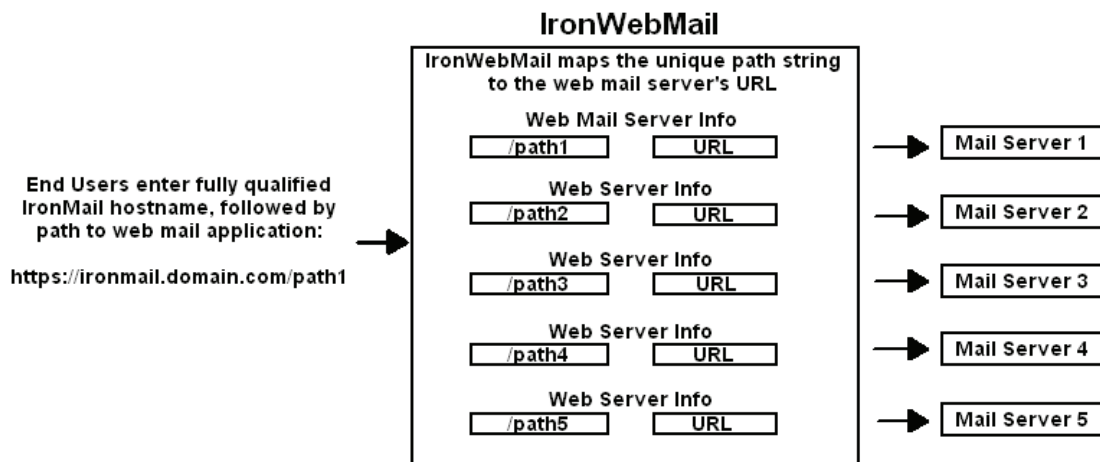 IronWebMail
IronWebMail maps the unique path string
to the web mail server's URL
Web Mail Server Info
/path1 URL
Mail Server 1
End Users enter fully qualified
IronMail hostname, followed by
path to web mail application:
https://ironmail.domain.com/path1
Web Server Info
/path2 URL
Mail Server 2
Web Server Info
/path3 URL
Mail Server 3
Web Server Info
/path4 URL
Mail Server 4
Web Server Info
/path5 URL
Mail Server 5